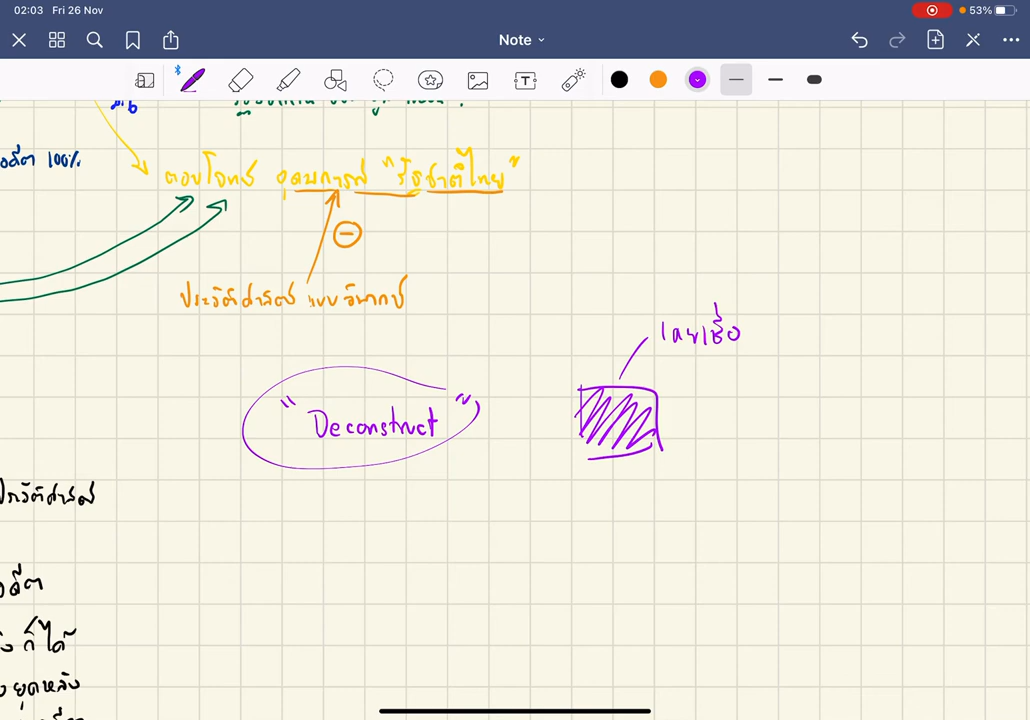 02:03 Fri 26 Nov
53%
Note
อดีต 100%
ตอบโจทย์ อุดมการณ์ "รัฐชาติไทย"
ประวัติศาสตร์ แบบวิพากษ์
เคยเชื่อ
"Deconstruct"
ประวัติศาสตร์
อดีต
ก็ได้
ยุคหลัง